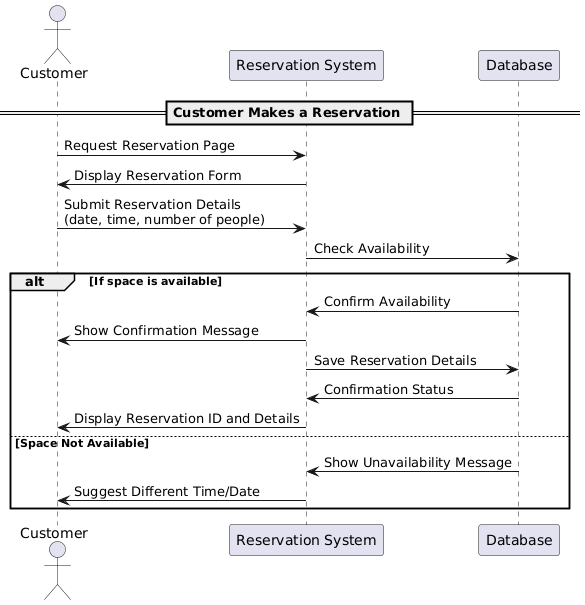 Customer
Reservation System
Database
Customer Makes a Reservation
Request Reservation Page
Display Reservation Form
Submit Reservation Details
(date, time, number of people)
Check Availability
alt [If space is available]
Confirm Availability
Show Confirmation Message
Save Reservation Details
Confirmation Status
Display Reservation ID and Details
[Space Not Available]
Show Unavailability Message
Suggest Different Time/Date
Customer
Reservation System
Database